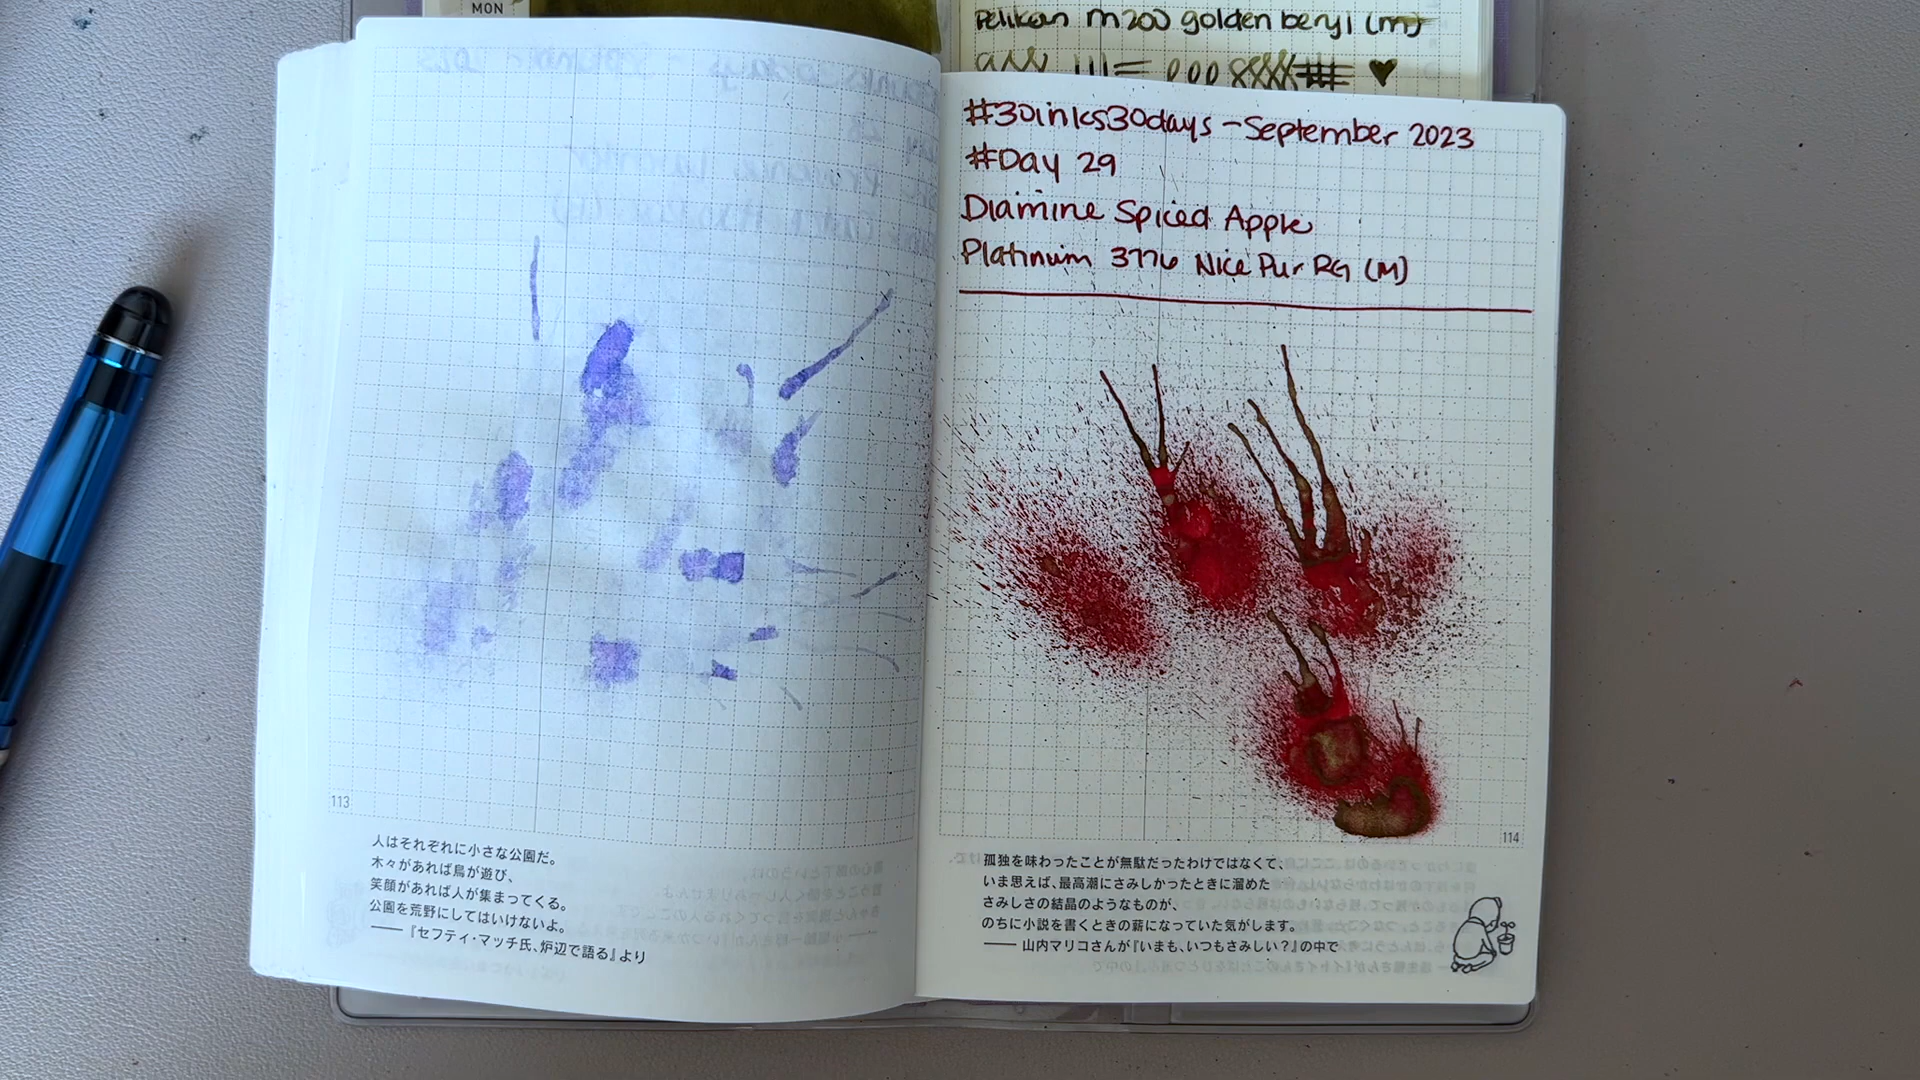 MON
Pelikan m200 golden beryl (m)
#30inks30days - September 2023
#Day 29
Diamine Spiced Apple
Platinum 3776 Nice Pur RG (M)
113
人はそれぞれに小さな公園だ。
木々があれば鳥が遊び、
笑顔があれば人が集まってくる。
公園を荒野にしてはいけないよ。
——『セフティ・マッチ氏、炉辺で語る』より
114
孤独を味わったことが無駄だったわけではなくて、
いま思えば、最高潮にさみしかったときに溜めた
さみしさの結晶のようなものが、
のちに小説を書くときの薪になっていた気がします。
——山内マリコさんが『いまも、いつもさみしい？』の中で